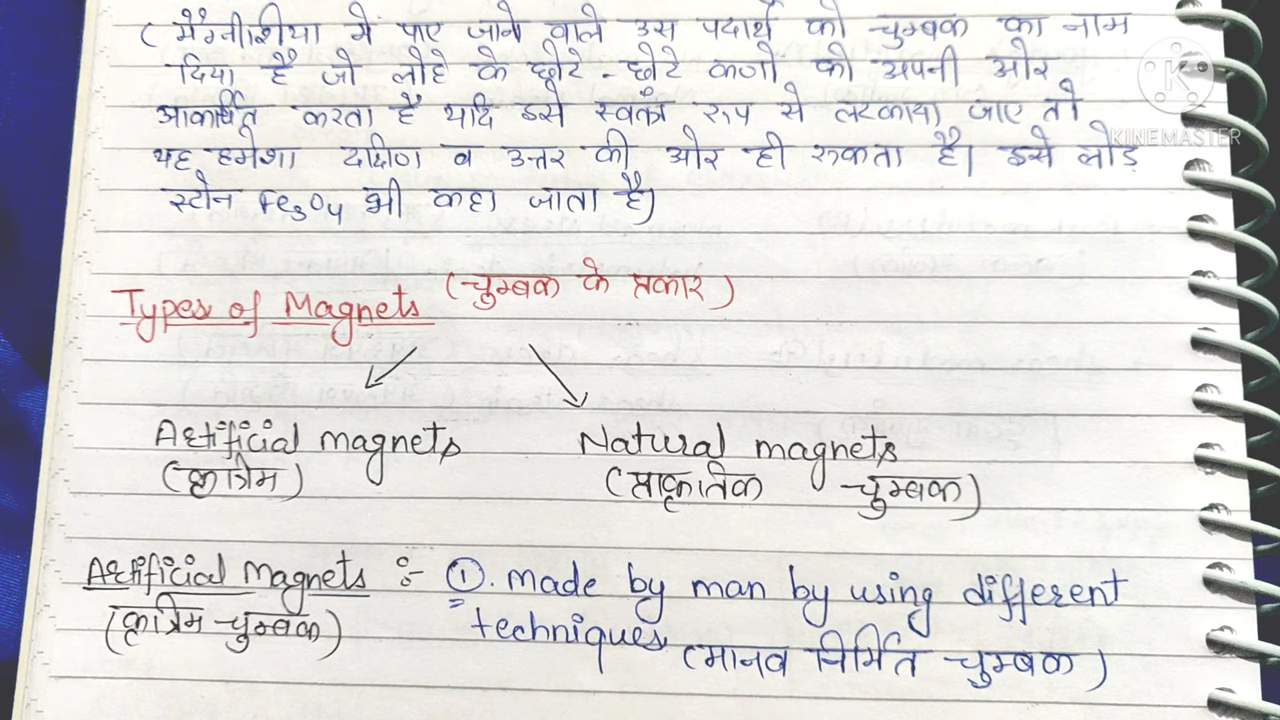 ( मैग्नीशिया मे पाए जाने वाले उस पदार्थ को चुम्बक का नाम
दिया है जो लोहे के छोटे - छोटे कणो को अपनी ओर
आकर्षित करता है यदि इसे स्वतंत्र रूप से लटकाया जाए तो
यह हमेशा दक्षिण व उत्तर की ओर ही रुकता है। इसे लोड
स्टोन Fe3O4 भी कहा जाता है)
Types of Magnets (चुम्बक के प्रकार )
Artificial magnets Natural magnets
(कृत्रिम) (प्राकृतिक चुम्बक)
Artificial Magnets :- ①. made by man by using different
(कृत्रिम चुम्बक) techniques (मानव निर्मित चुम्बक)
K
KINEMASTER